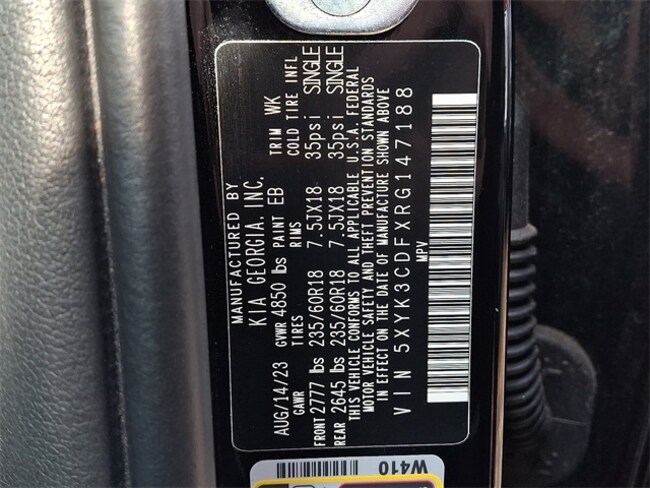 MANUFACTURED BY
KIA GEORGIA. INC.
AUG/14/23 GVWR 4850 lbs PAINT EB TRIM WK
GAWR TIRES RIMS COLD TIRE INFL
FRONT 2777 lbs 235/60R18 7.5JX18 35psi SINGLE
REAR 2645 lbs 235/60R18 7.5JX18 35psi SINGLE
THIS VEHICLE CONFORMS TO ALL APPLICABLE U.S.A. FEDERAL
MOTOR VEHICLE SAFETY AND THEFT PREVENTION STANDARDS
IN EFFECT ON THE DATE OF MANUFACTURE SHOWN ABOVE
VIN 5XYK3CDFXRG147188
MPV
W410